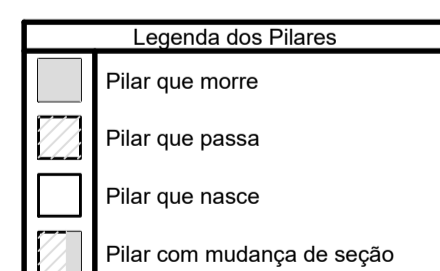 Legenda dos Pilares
Pilar que morre
Pilar que passa
Pilar que nasce
Pilar com mudança de seção